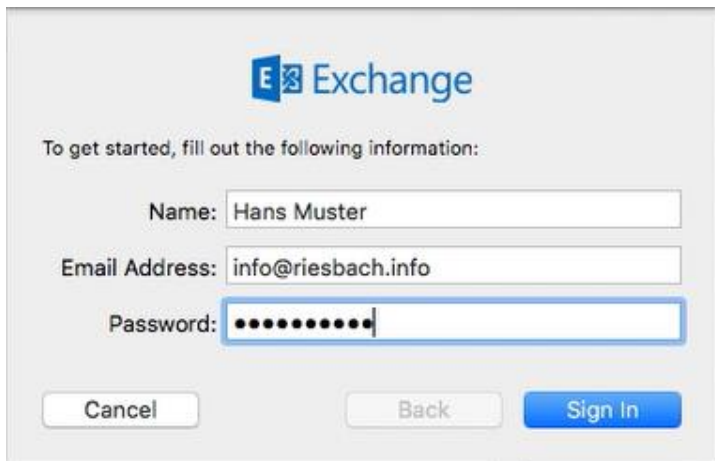 Exchange
To get started, fill out the following information:
Name: Hans Muster
Email Address: info@riesbach.info
Password: ••••••••••
Cancel Back Sign In